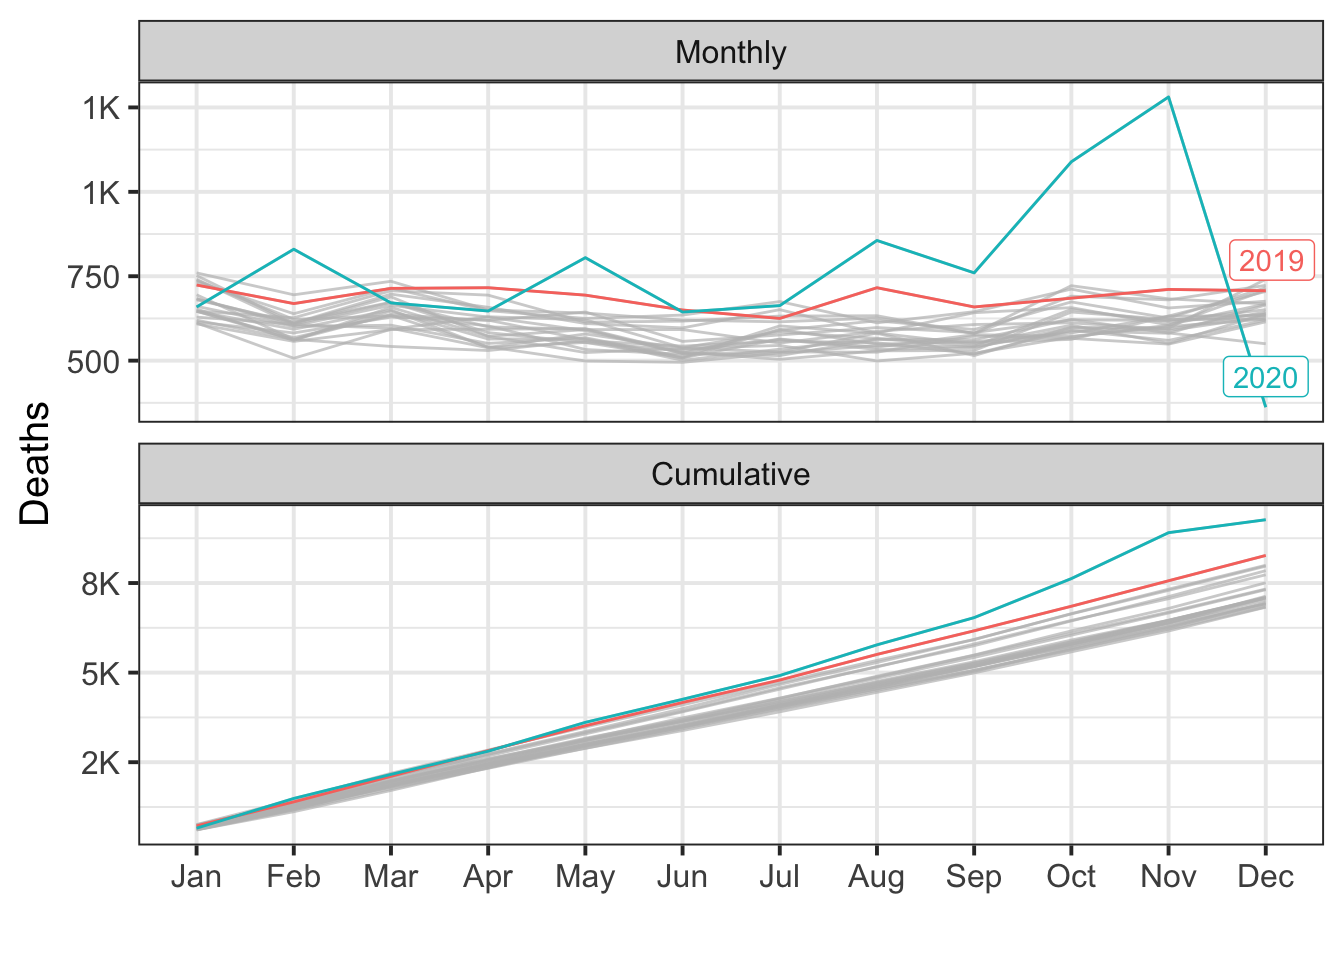 Monthly
1K
1K
750
500
2019
2020
Deaths
Cumulative
8K
5K
2K
Jan Feb Mar Apr May Jun Jul Aug Sep Oct Nov Dec